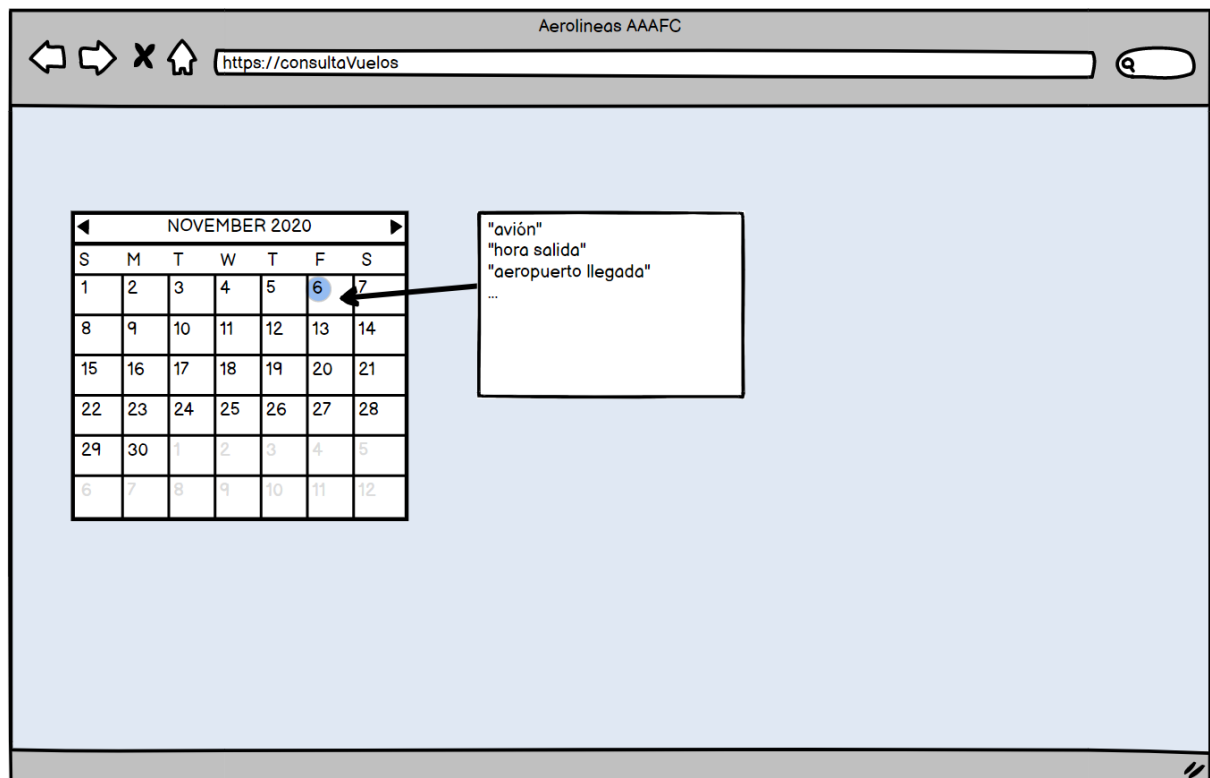 Aerolineas AAAFC
https://consultaVuelos
NOVEMBER 2020
S M T W T F S
1 2 3 4 5 6 7
8 9 10 11 12 13 14
15 16 17 18 19 20 21
22 23 24 25 26 27 28
29 30 1 2 3 4 5
6 7 8 9 10 11 12
"avión"
"hora salida"
"aeropuerto llegada"
...